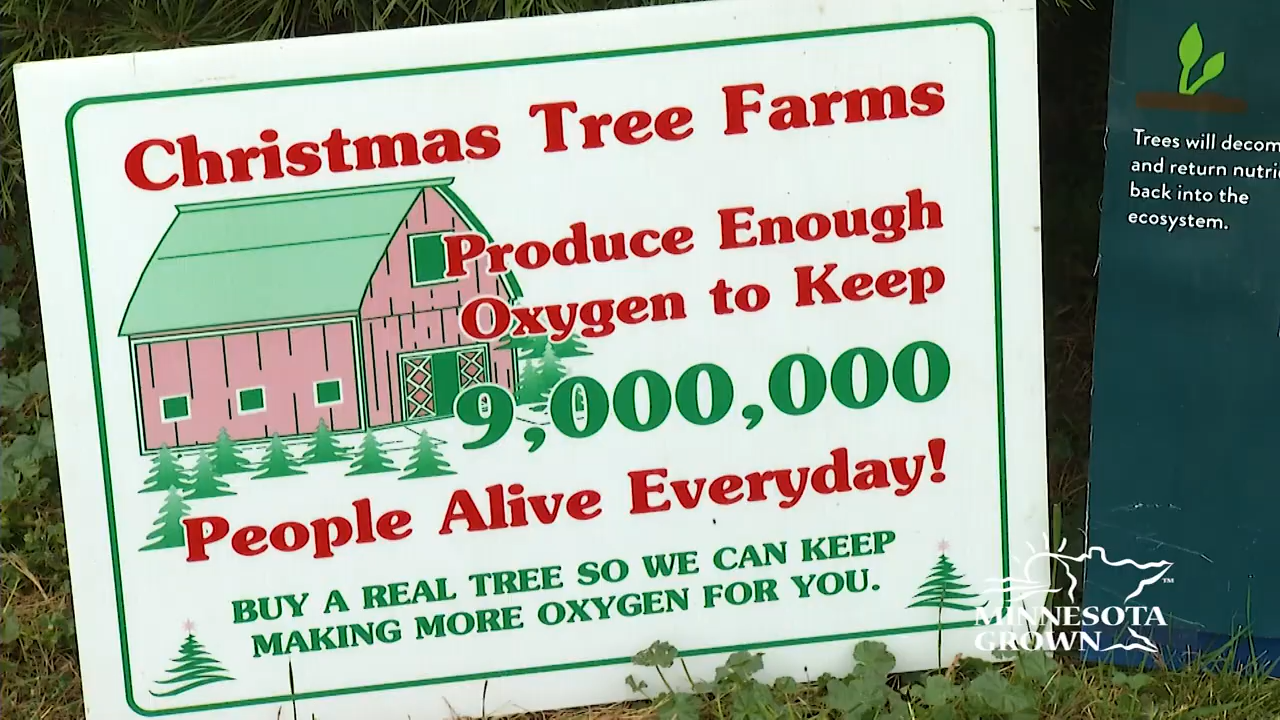 Christmas Tree Farms
Produce Enough
Oxygen to Keep
9,000,000
People Alive Everyday!
BUY A REAL TREE SO WE CAN KEEP
MAKING MORE OXYGEN FOR YOU.
Trees will decom
and return nutri
back into the
ecosystem.
MINNESOTA
GROWN
TM